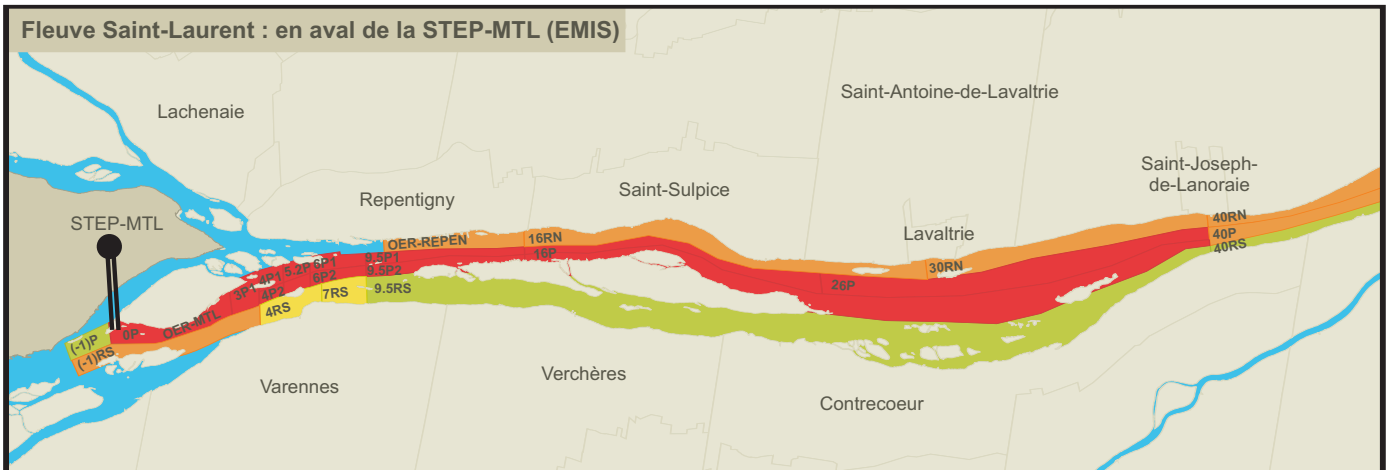 Fleuve Saint-Laurent : en aval de la STEP-MTL (EMIS)
Lachenaie
Saint-Antoine-de-Lavaltrie
Saint-Joseph-
de-Lanoraie
Repentigny
Saint-Sulpice
STEP-MTL
Lavaltrie
40RN
40P
40RS
OER-REPEN
16RN
16P
30RN
26P
9.5P1
9.5P2
9.5RS
6P1
6P2
5.2P
4P1
4P2
3P1
7RS
4RS
OER-MTL
0P
(-1)P
(-1)RS
Varennes
Verchères
Contrecoeur